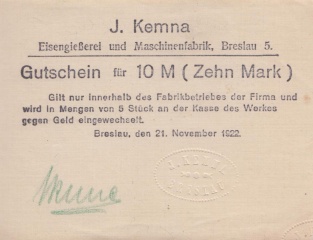 J. Kemna
Eisengießerei und Maschinenfabrik, Breslau 5.
Gutschein für 10 M (Zehn Mark)
Gilt nur innerhalb des Fabrikbetriebes der Firma und
wird in Mengen von 5 Stück an der Kasse des Werkes
gegen Geld eingewechselt.
Breslau, den 21. November 1922.